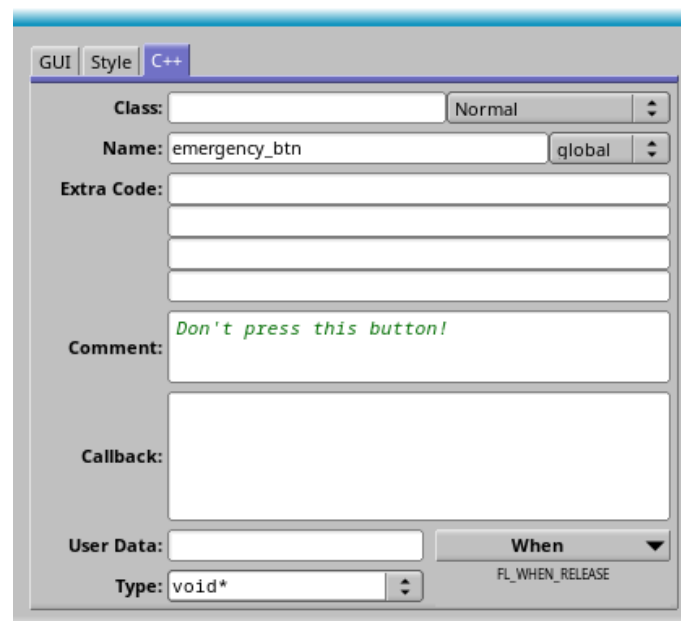 GUI Style C++
Class: Normal
Name: emergency_btn global
Extra Code:
Don't press this button!
Comment:
Callback:
User Data: When
FL_WHEN_RELEASE
Type: void*